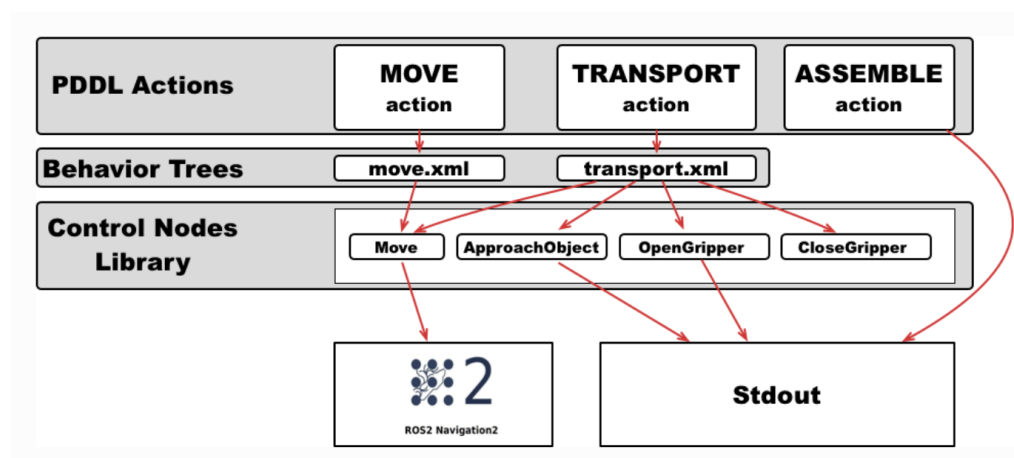 PDDL Actions
MOVE
action
TRANSPORT
action
ASSEMBLE
action
Behavior Trees
move.xml
transport.xml
Control Nodes
Library
Move
ApproachObject
OpenGripper
CloseGripper
2
ROS2 Navigation2
Stdout